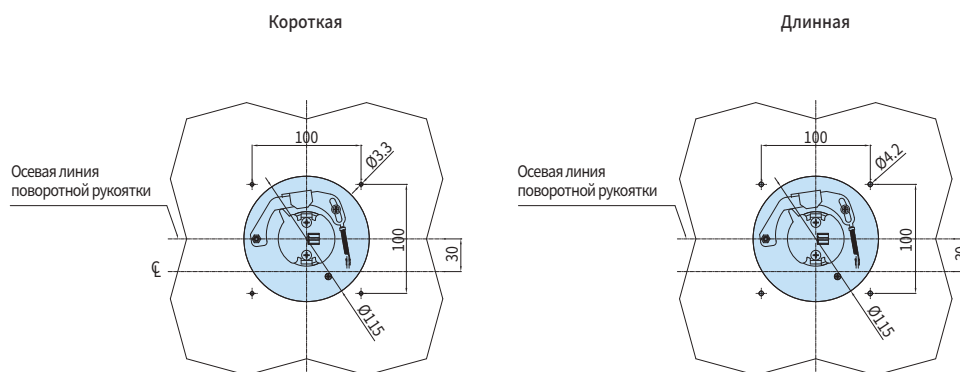 Короткая
Длинная
100
Ø3.3
Осевая линия
поворотной рукоятки
100
30
℄
Ø115
100
Ø4.2
Осевая линия
поворотной рукоятки
100
30
Ø115